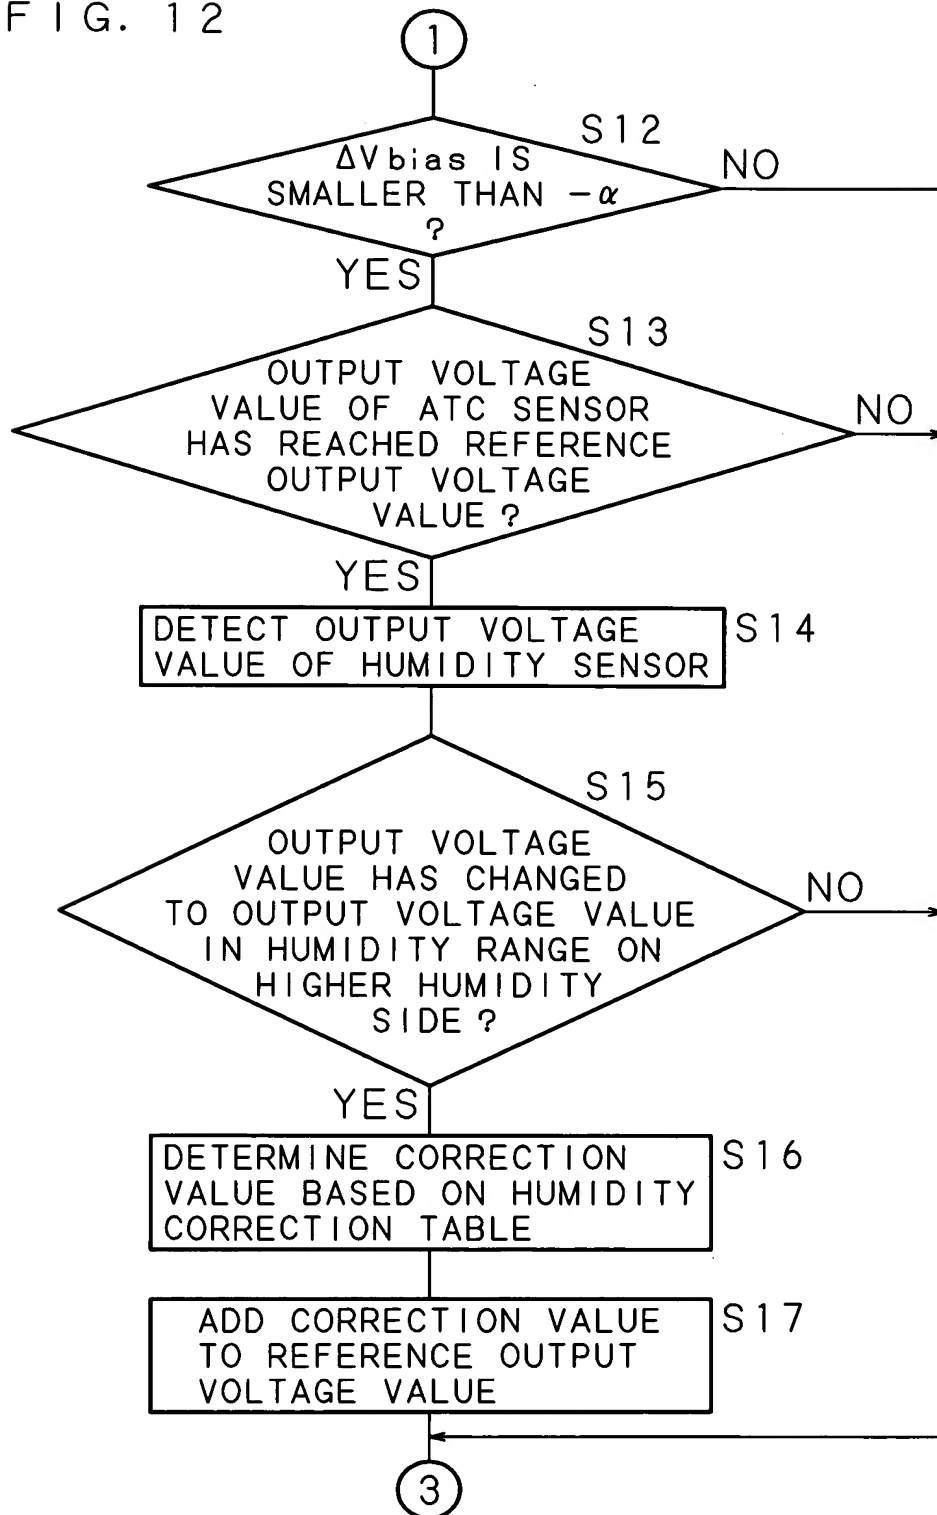 FIG. 12
1
S12
ΔVbias IS
SMALLER THAN -α
?
NO
YES
S13
OUTPUT VOLTAGE
VALUE OF ATC SENSOR
HAS REACHED REFERENCE
OUTPUT VOLTAGE
VALUE?
NO
YES
S14
DETECT OUTPUT VOLTAGE
VALUE OF HUMIDITY SENSOR
S15
OUTPUT VOLTAGE
VALUE HAS CHANGED
TO OUTPUT VOLTAGE VALUE
IN HUMIDITY RANGE ON
HIGHER HUMIDITY
SIDE?
NO
YES
S16
DETERMINE CORRECTION
VALUE BASED ON HUMIDITY
CORRECTION TABLE
S17
ADD CORRECTION VALUE
TO REFERENCE OUTPUT
VOLTAGE VALUE
3